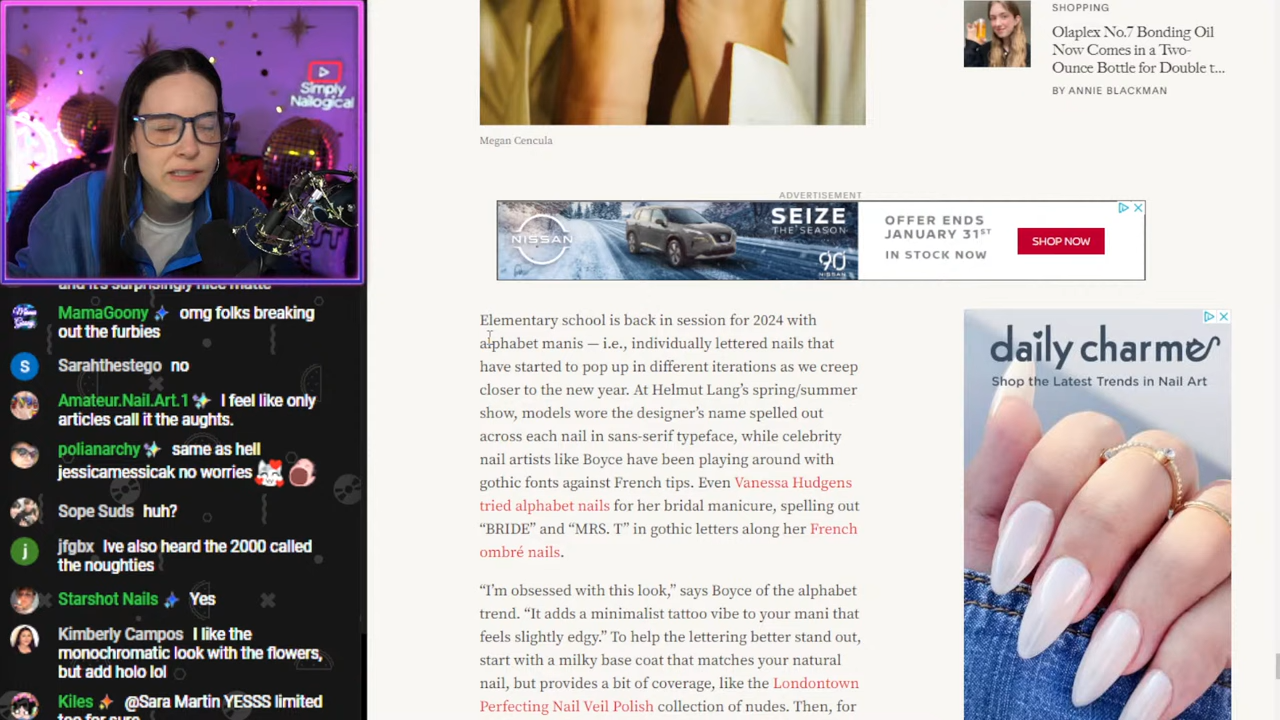 Simply
Nailogical
and it's surprisingly nice matte
MamaGoony omg folks breaking
out the furbies
Sarahthestego no
Amateur.Nail.Art.1 I feel like only
articles call it the aughts.
polianarchy same as hell
jessicamessicak no worries
Sope Suds huh?
jfgbx Ive also heard the 2000 called
the noughties
Starshot Nails Yes
Kimberly Campos I like the
monochromatic look with the flowers,
but add holo lol
Kiles @Sara Martin YESSS limited
too for sure
Megan Cencula
ADVERTISEMENT
NISSAN
SEIZE
THE SEASON
90
OFFER ENDS
JANUARY 31ST
IN STOCK NOW
SHOP NOW
Elementary school is back in session for 2024 with
alphabet manis — i.e., individually lettered nails that
have started to pop up in different iterations as we creep
closer to the new year. At Helmut Lang’s spring/summer
show, models wore the designer’s name spelled out
across each nail in sans-serif typeface, while celebrity
nail artists like Boyce have been playing around with
gothic fonts against French tips. Even Vanessa Hudgens
tried alphabet nails for her bridal manicure, spelling out
“BRIDE” and “MRS. T” in gothic letters along her French
ombré nails.
“I’m obsessed with this look,” says Boyce of the alphabet
trend. “It adds a minimalist tattoo vibe to your mani that
feels slightly edgy.” To help the lettering better stand out,
start with a milky base coat that matches your natural
nail, but provides a bit of coverage, like the Londontown
Perfecting Nail Veil Polish collection of nudes. Then, for
SHOPPING
Olaplex No.7 Bonding Oil
Now Comes in a Two-
Ounce Bottle for Double t...
BY ANNIE BLACKMAN
daily charme
Shop the Latest Trends in Nail Art